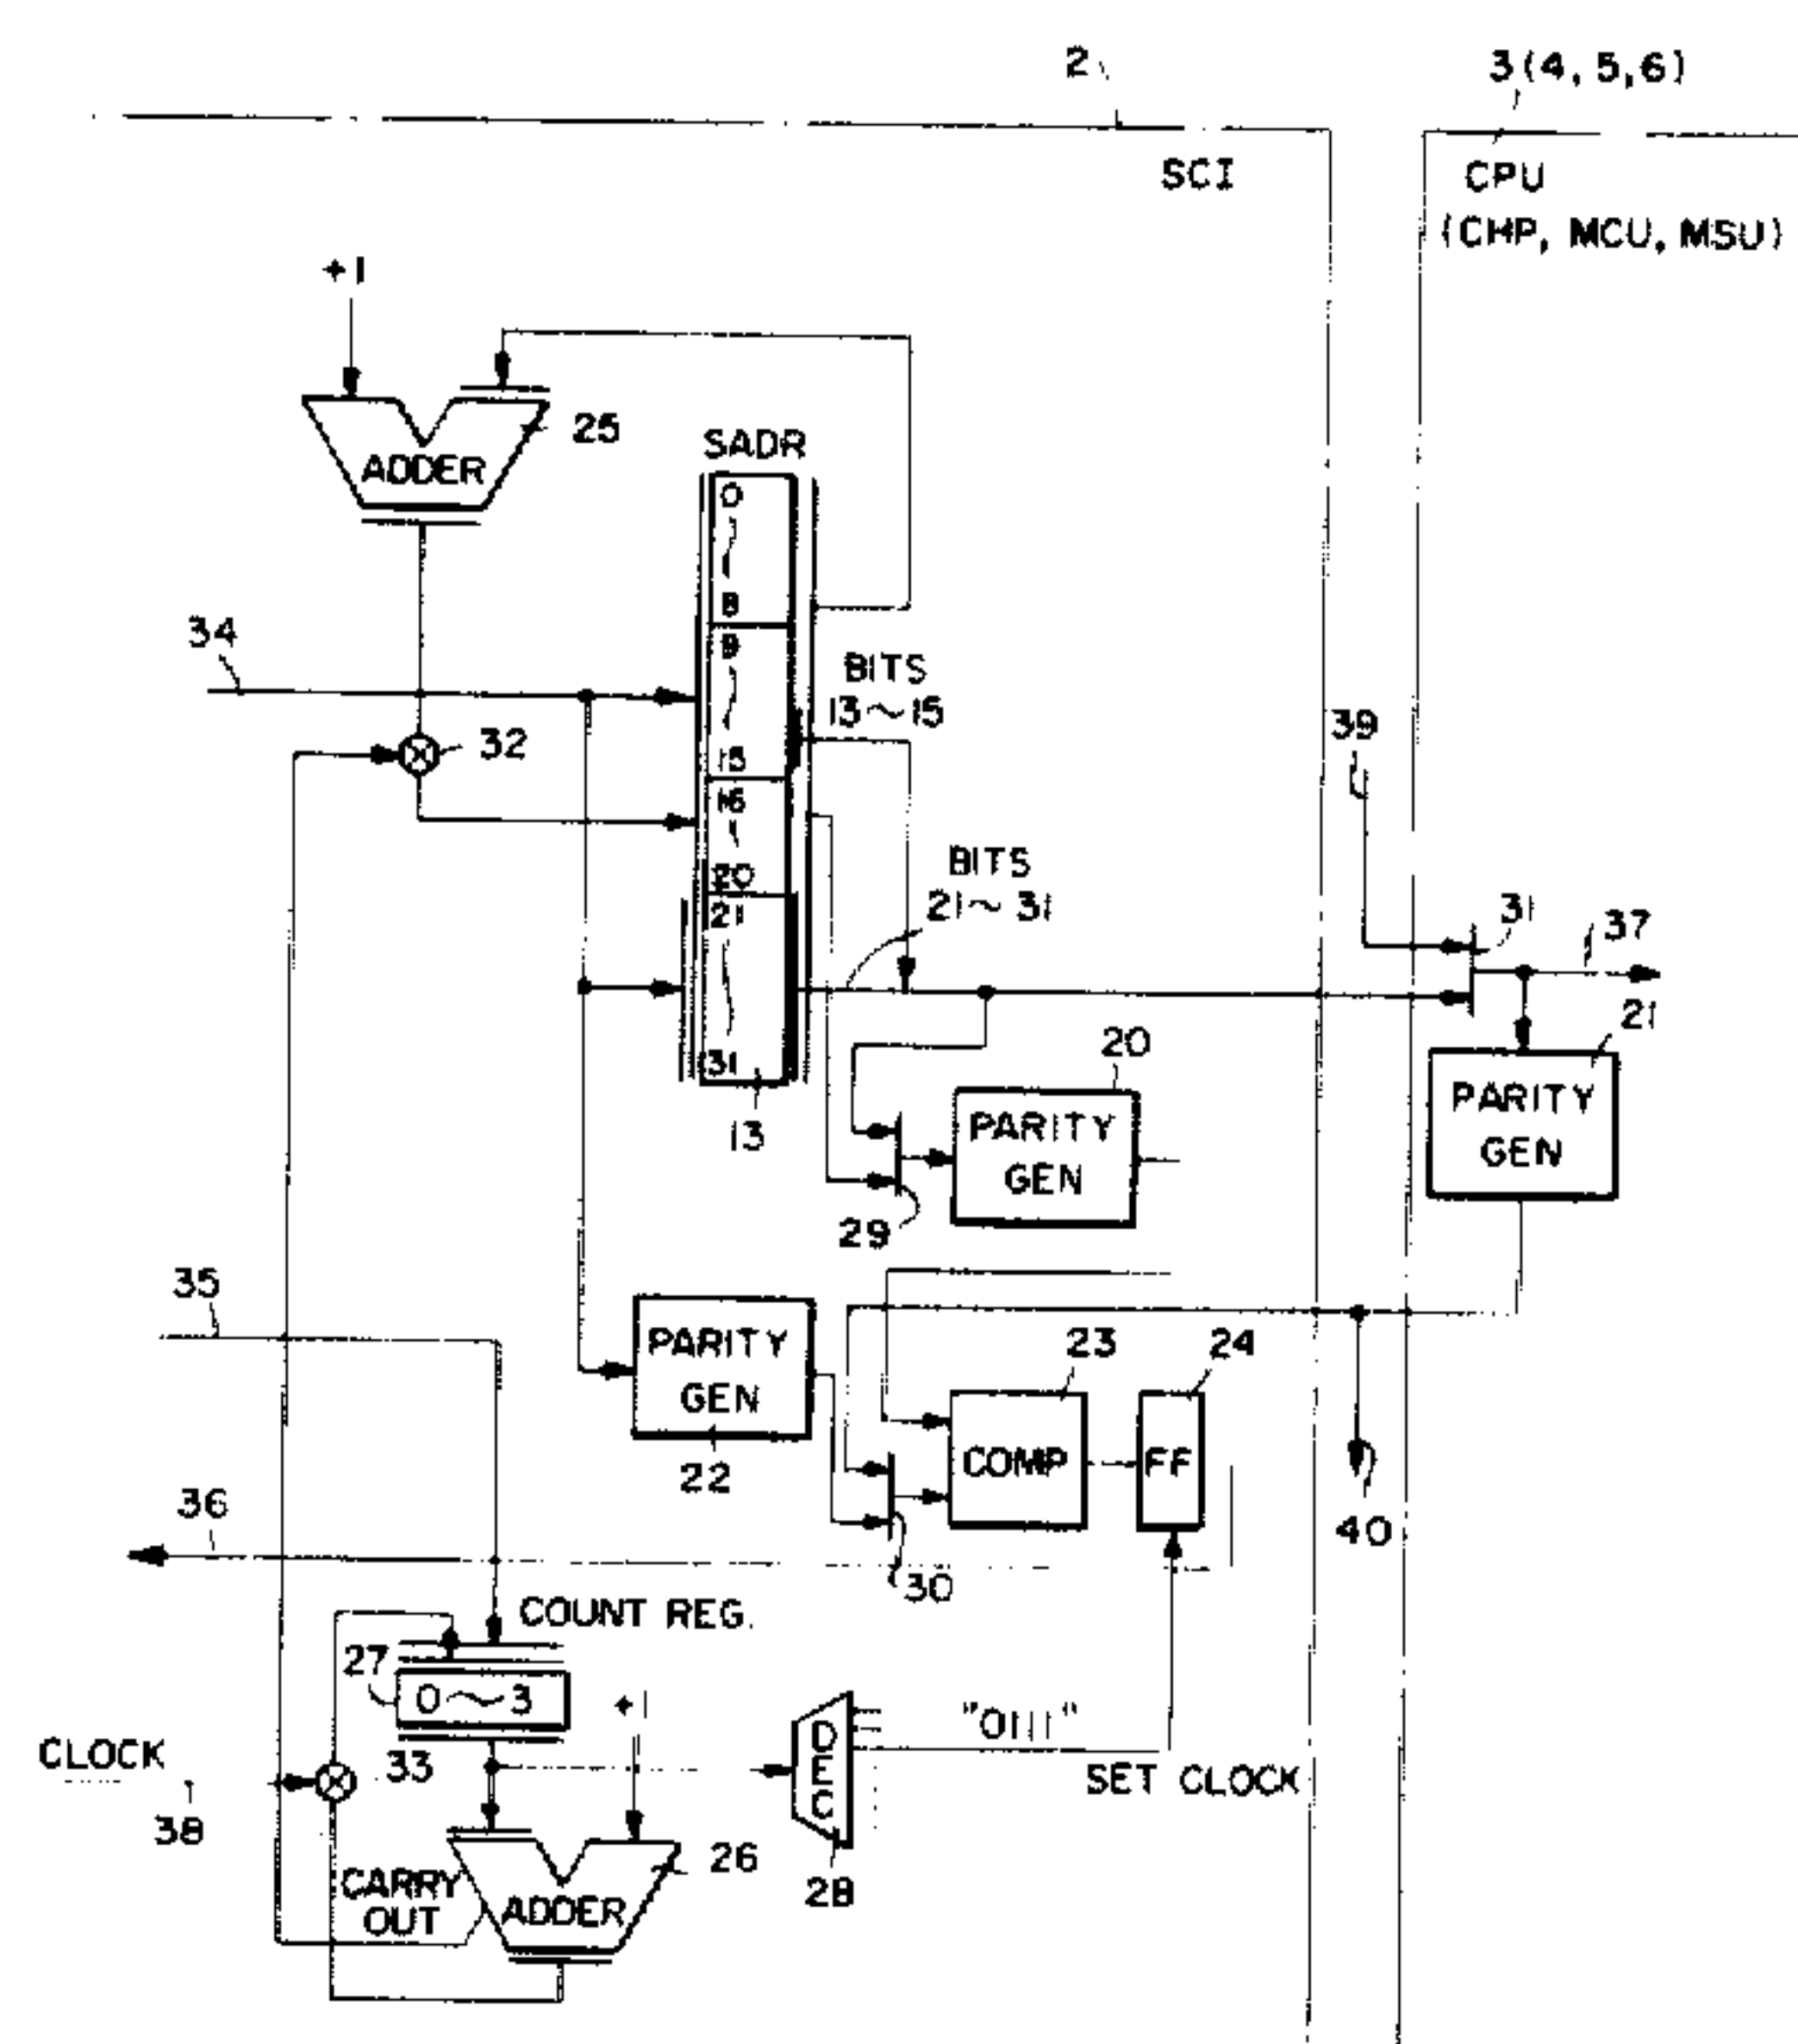 2
3(4, 5, 6)
SCI
CPU
(CHP, MCU, MSU)
+1
25
ADDER
SADR
0
8
9
15
16
20
21
31
13
34
32
BITS
13~15
BITS
21~31
39
31
37
21
20
PARITY
GEN
29
PARITY
GEN
35
PARITY
GEN
22
23
24
COMP
FF
30
40
36
COUNT REG.
27
0~3
+1
33
CLOCK
38
DEC
28
"0111"
SET CLOCK
CARRY
OUT
ADDER
26